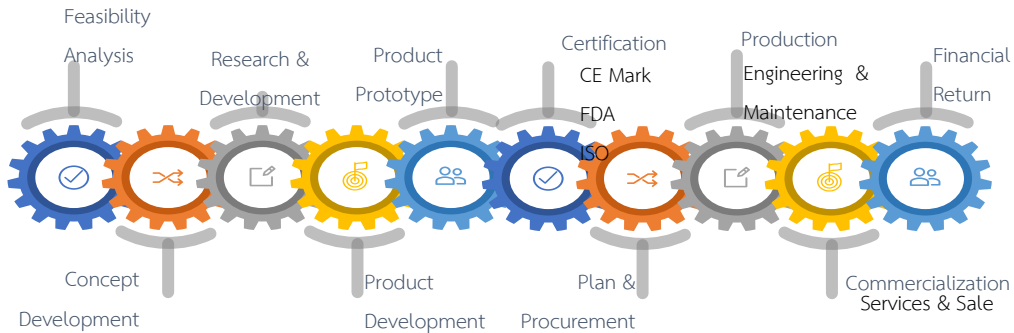 Feasibility
Analysis
Research &
Development
Product
Prototype
Certification
CE Mark
FDA
ISO
Production
Engineering &
Maintenance
Financial
Return
Concept
Development
Product
Development
Plan &
Procurement
Commercialization
Services & Sale